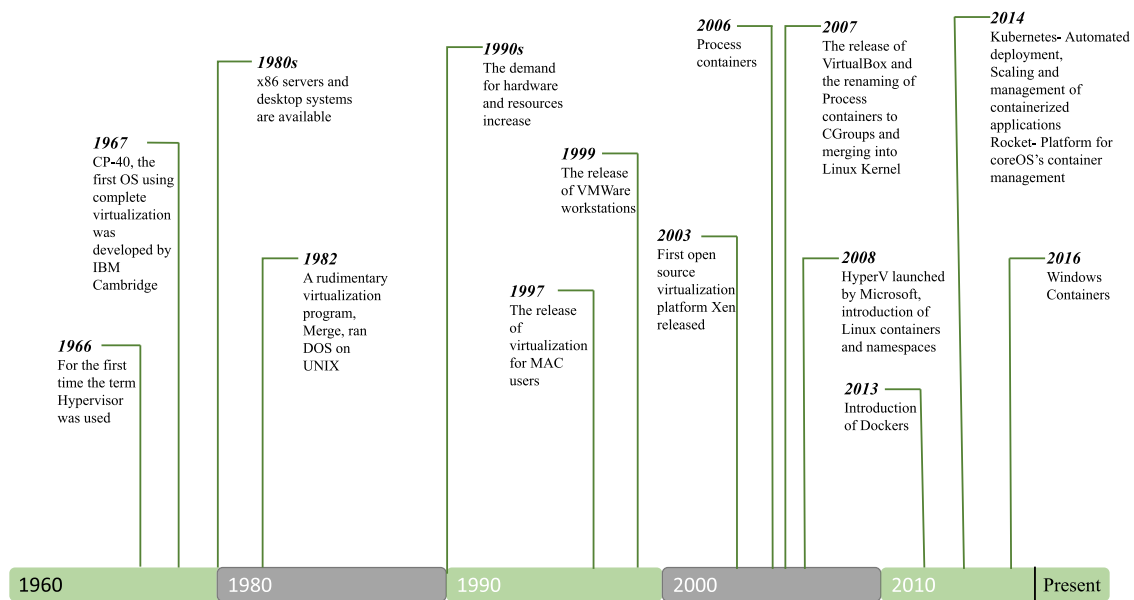 1966
For the first
time the term
Hypervisor
was used
1967
CP-40, the
first OS using
complete
virtualization
was
developed by
IBM
Cambridge
1980s
x86 servers and
desktop systems
are available
1982
A rudimentary
virtualization
program,
Merge, ran
DOS on
UNIX
1990s
The demand
for hardware
and resources
increase
1997
The release
of
virtualization
for MAC
users
1999
The release
of VMWare
workstations
2003
First open
source
virtualization
platform Xen
released
2006
Process
containers
2007
The release of
VirtualBox and
the renaming of
Process
containers to
CGroups and
merging into
Linux Kernel
2008
HyperV launched
by Microsoft,
introduction of
Linux containers
and namespaces
2013
Introduction
of Dockers
2014
Kubernetes- Automated
deployment,
Scaling and
management of
containerized
applications
Rocket- Platform for
coreOS’s container
management
2016
Windows
Containers
1960
1980
1990
2000
2010
Present